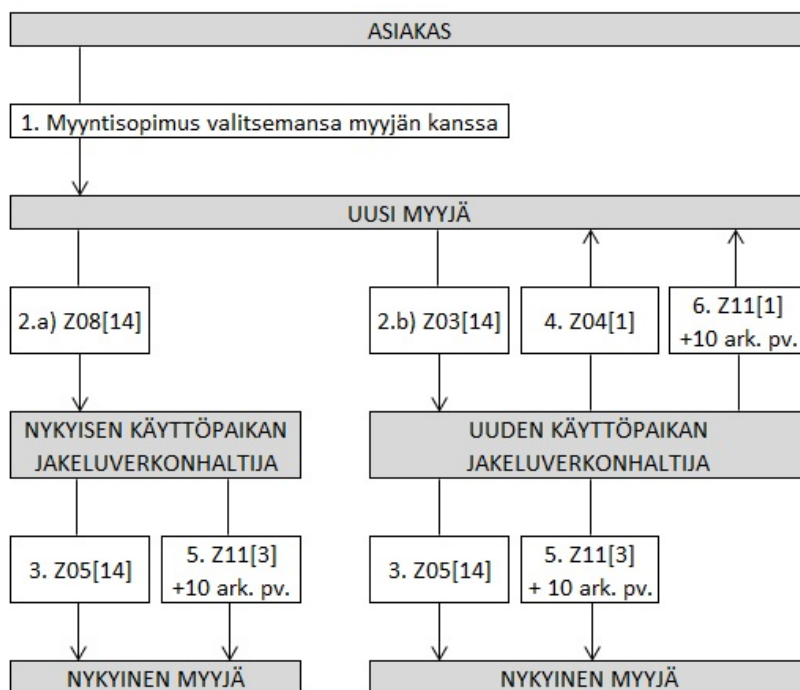 ASIAKAS
1. Myyntisopimus valitsemansa myyjän kanssa
UUSI MYYJÄ
2.a) Z08[14]
2.b) Z03[14]
4. Z04[1]
6. Z11[1]
+10 ark. pv.
NYKYISEN KÄYTTÖPAIKAN
JAKELUVERKONHALTIJA
UUDEN KÄYTTÖPAIKAN
JAKELUVERKONHALTIJA
3. Z05[14]
5. Z11[3]
+10 ark. pv.
3. Z05[14]
5. Z11[3]
+ 10 ark. pv.
NYKYINEN MYYJÄ
NYKYINEN MYYJÄ